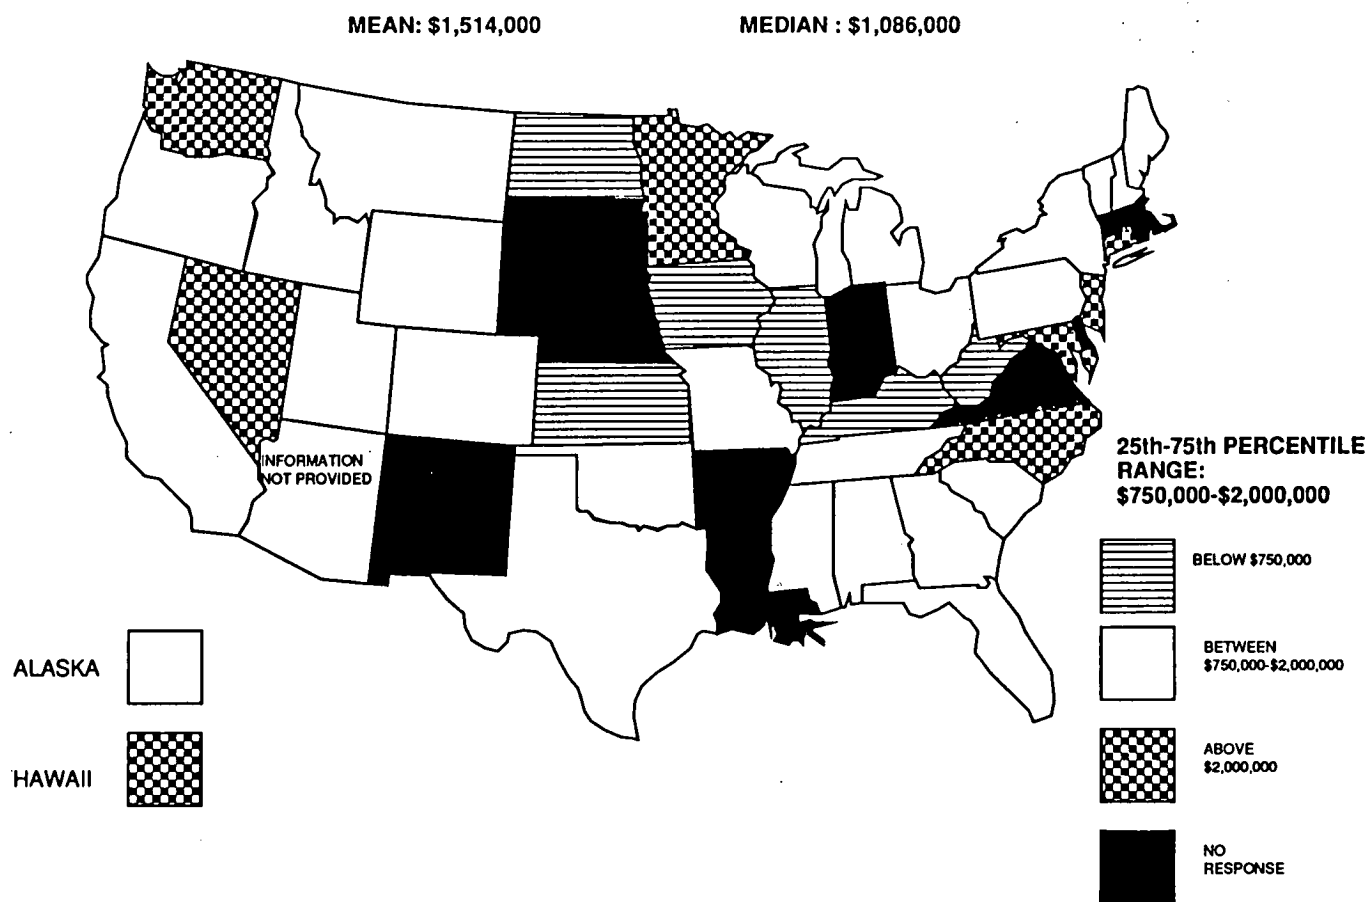 MEAN: $1,514,000
MEDIAN : $1,086,000
INFORMATION
NOT PROVIDED
25th-75th PERCENTILE
RANGE:
$750,000-$2,000,000
BELOW $750,000
BETWEEN
$750,000-$2,000,000
ABOVE
$2,000,000
NO
RESPONSE
ALASKA
HAWAII